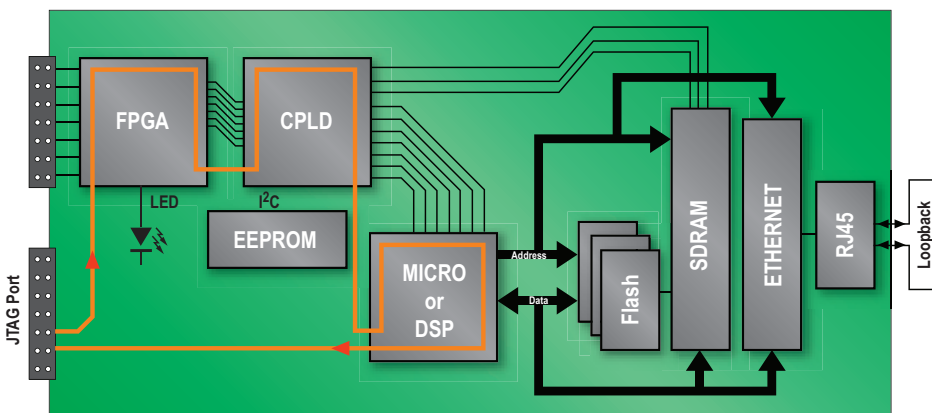 FPGA
CPLD
LED
I²C
EEPROM
JTAG Port
MICRO
or
DSP
Address
Data
Flash
SDRAM
ETHERNET
RJ45
Loopback